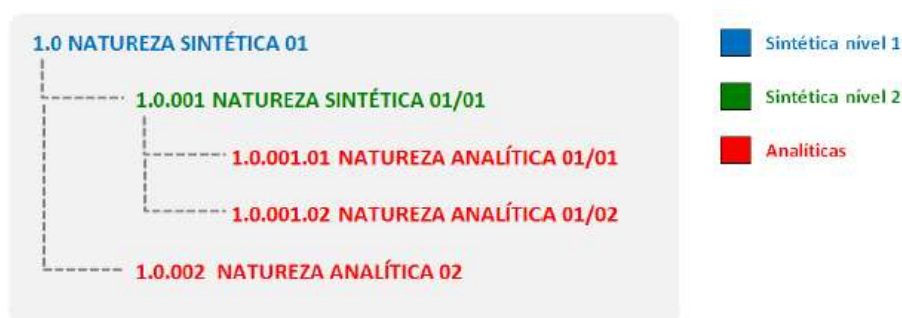 1.0 NATUREZA SINTÉTICA 01
1.0.001 NATUREZA SINTÉTICA 01/01
1.0.001.01 NATUREZA ANALÍTICA 01/01
1.0.001.02 NATUREZA ANALÍTICA 01/02
1.0.002 NATUREZA ANALÍTICA 02
Sintética nível 1
Sintética nível 2
Analíticas